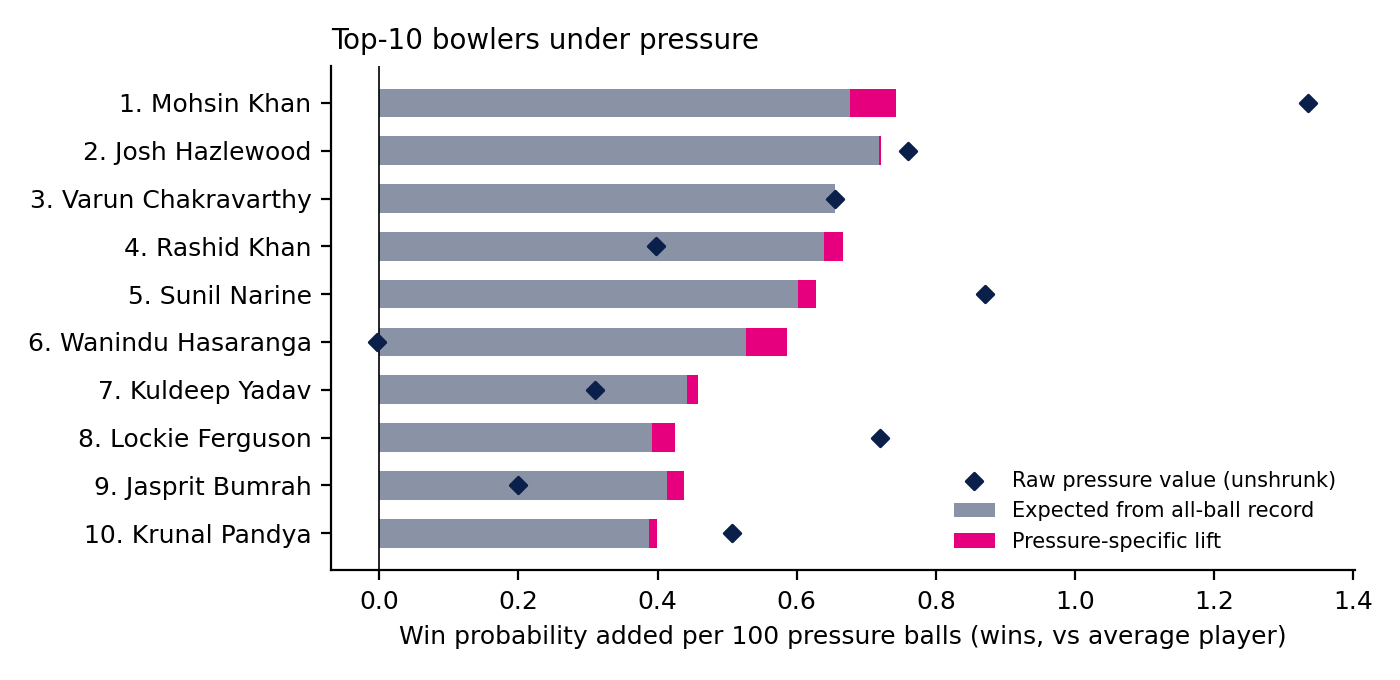 Top-10 bowlers under pressure
1. Mohsin Khan
2. Josh Hazlewood
3. Varun Chakravarthy
4. Rashid Khan
5. Sunil Narine
6. Wanindu Hasaranga
7. Kuldeep Yadav
8. Lockie Ferguson
9. Jasprit Bumrah
10. Krunal Pandya
Raw pressure value (unshrunk)
Expected from all-ball record
Pressure-specific lift
0.0 0.2 0.4 0.6 0.8 1.0 1.2 1.4
Win probability added per 100 pressure balls (wins, vs average player)